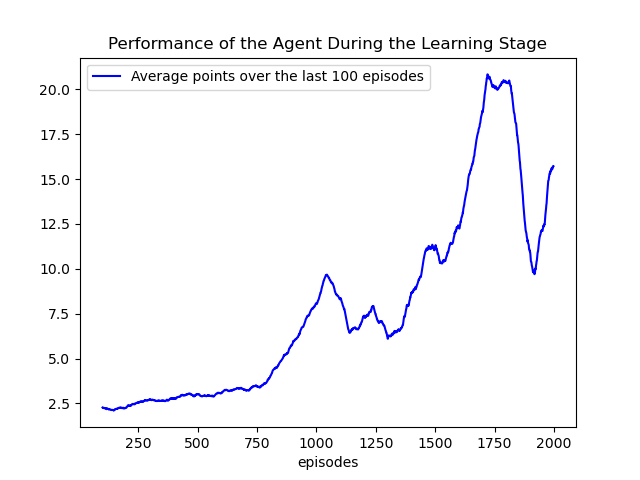 Performance of the Agent During the Learning Stage
Average points over the last 100 episodes
20.0
17.5
15.0
12.5
10.0
7.5
5.0
2.5
250 500 750 1000 1250 1500 1750 2000
episodes